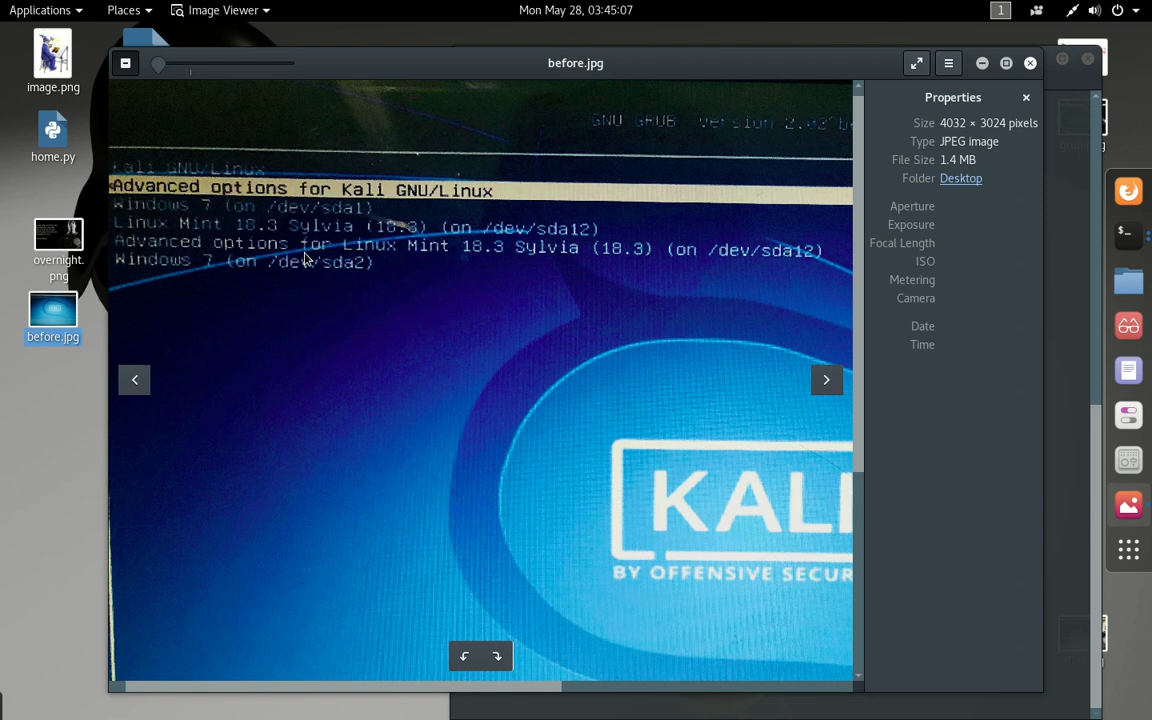 Applications Places Image Viewer Mon May 28, 03:45:07 1
image.png
home.py
overnight.
png
before.jpg
before.jpg
GNU GRUB version 2.02
Kali GNU/Linux
Advanced options for Kali GNU/Linux
Windows 7 (on /dev/sda1)
Linux Mint 18.3 Sylvia (18.3) (on /dev/sda12)
Advanced options for Linux Mint 18.3 Sylvia (18.3) (on /dev/sda12)
Windows 7 (on /dev/sda2)
KALI
BY OFFENSIVE SECUR
Properties
Size 4032 × 3024 pixels
Type JPEG image
File Size 1.4 MB
Folder Desktop
Aperture
Exposure
Focal Length
ISO
Metering
Camera
Date
Time
$_